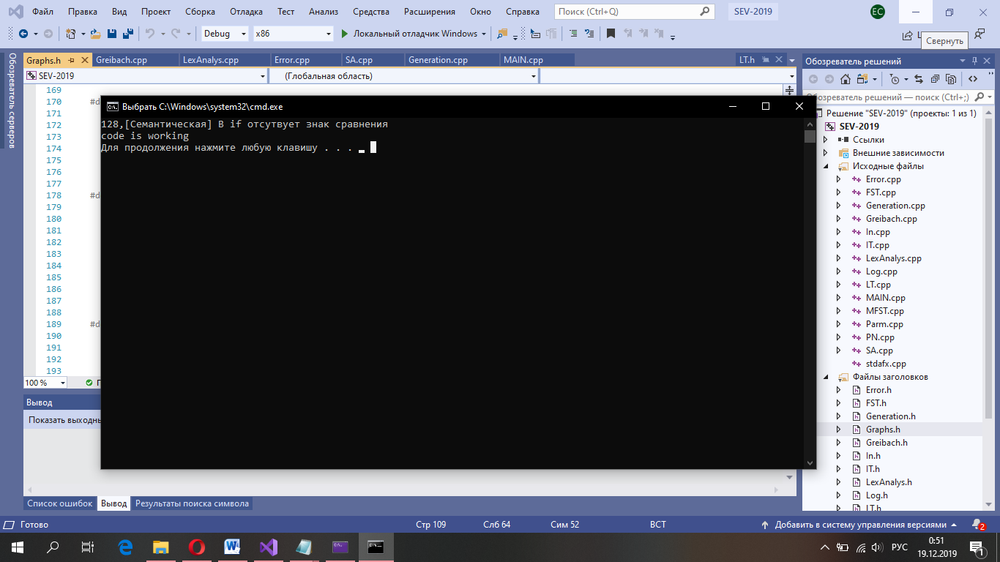 Файл Правка Вид Проект Сборка Отладка Тест Анализ Средства Расширения Окно Справка Поиск (Ctrl+Q) SEV-2019 EC
Debug x86 Локальный отладчик Windows
Свернуть
Обозреватель серверов
Graphs.h Greibach.cpp LexAnalys.cpp Error.cpp SA.cpp Generation.cpp MAIN.cpp LT.h
SEV-2019 (Глобальная область)
169
170 #d
171
172
173
174
175
176
177
178 #d
179
180
181
182
183
184
185
186
187
188
189 #d
190
191
192
193
100 %
Выбрать C:\Windows\system32\cmd.exe
128,[Семантическая] В if отсутвует знак сравнения
code is working
Для продолжения нажмите любую клавишу . . .
Вывод
Показать выходнь
Список ошибок Вывод Результаты поиска символа
Обозреватель решений
Обозреватель решений — поиск (Ctrl+;)
Решение "SEV-2019" (проекты: 1 из 1)
SEV-2019
Ссылки
Внешние зависимости
Исходные файлы
Error.cpp
FST.cpp
Generation.cpp
Greibach.cpp
In.cpp
IT.cpp
LexAnalys.cpp
Log.cpp
LT.cpp
MAIN.cpp
MFST.cpp
Parm.cpp
PN.cpp
SA.cpp
stdafx.cpp
Файлы заголовков
Error.h
FST.h
Generation.h
Graphs.h
Greibach.h
In.h
IT.h
LexAnalys.h
Log.h
LT.h
Готово Стр 109 Слб 64 Сим 52 ВСТ Добавить в систему управления версиями 2
РУС 0:51
19.12.2019 1